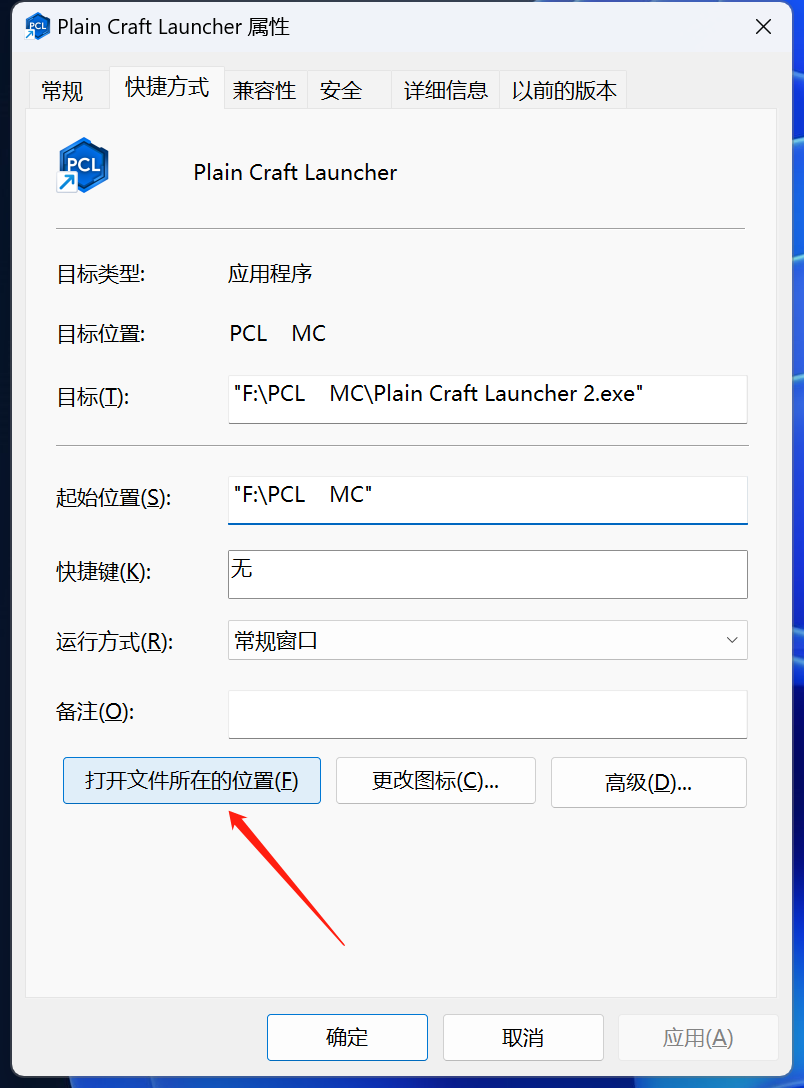 PCL
Plain Craft Launcher 属性
常规 快捷方式 兼容性 安全 详细信息 以前的版本
PCL
Plain Craft Launcher
目标类型: 应用程序
目标位置: PCL    MC
目标(T): "F:\PCL    MC\Plain Craft Launcher 2.exe"
起始位置(S): "F:\PCL    MC"
快捷键(K): 无
运行方式(R): 常规窗口
备注(O):
打开文件所在的位置(F) 更改图标(C)... 高级(D)...
确定 取消 应用(A)